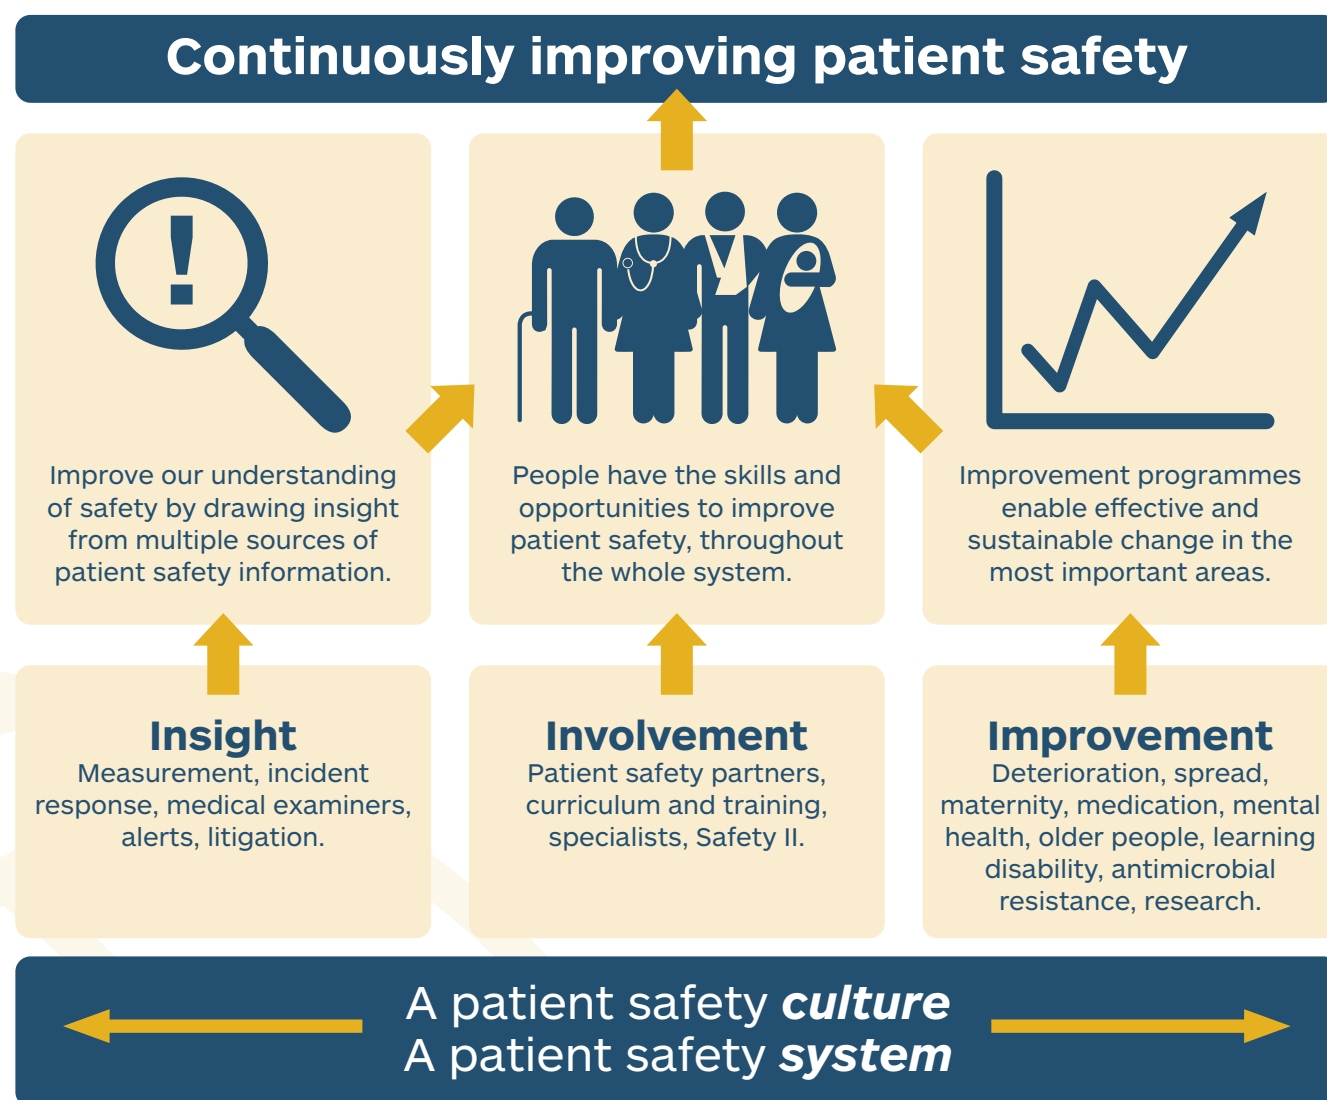 Continuously improving patient safety
!
Improve our understanding
of safety by drawing insight
from multiple sources of
patient safety information.
People have the skills and
opportunities to improve
patient safety, throughout
the whole system.
Improvement programmes
enable effective and
sustainable change in the
most important areas.
Insight
Measurement, incident
response, medical examiners,
alerts, litigation.
Involvement
Patient safety partners,
curriculum and training,
specialists, Safety II.
Improvement
Deterioration, spread,
maternity, medication, mental
health, older people, learning
disability, antimicrobial
resistance, research.
A patient safety culture
A patient safety system